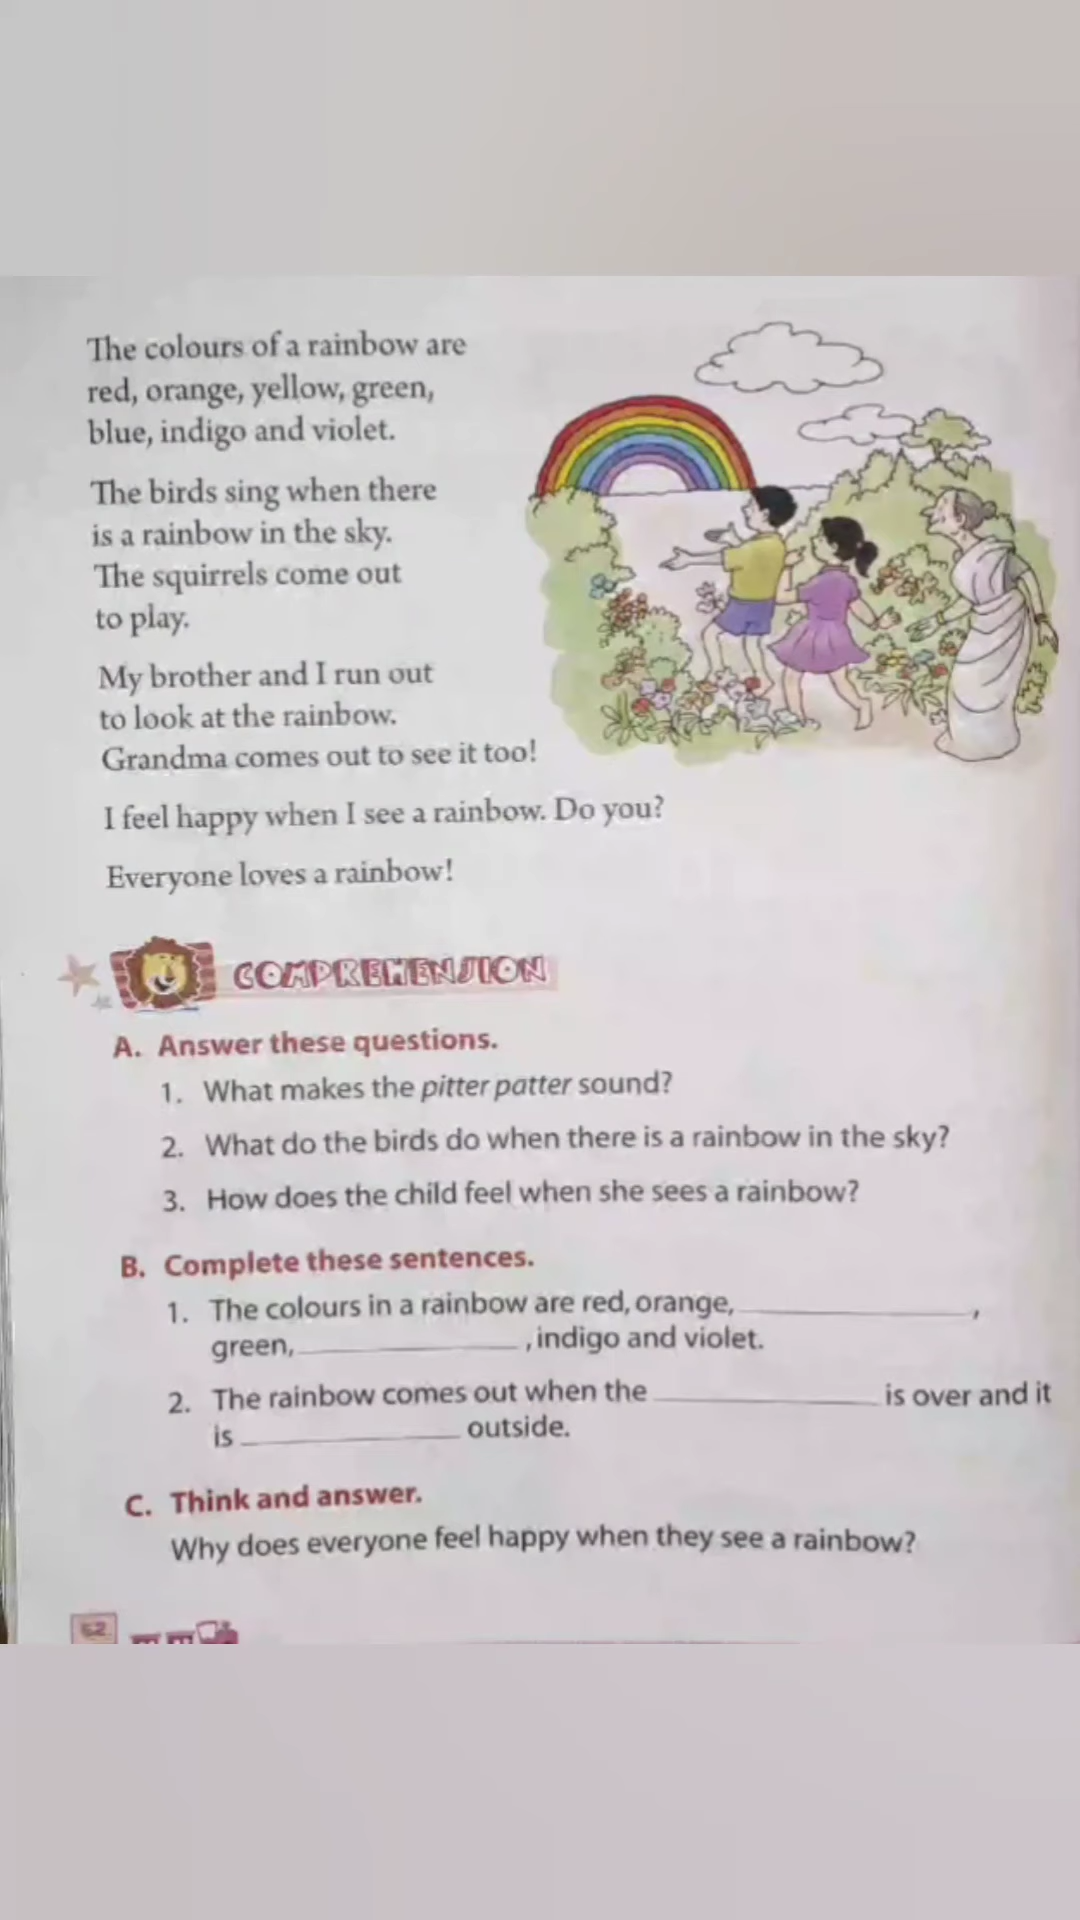 The colours of a rainbow are
red, orange, yellow, green,
blue, indigo and violet.
The birds sing when there
is a rainbow in the sky.
The squirrels come out
to play.
My brother and I run out
to look at the rainbow.
Grandma comes out to see it too!
I feel happy when I see a rainbow. Do you?
Everyone loves a rainbow!
COMPREHENSION
A. Answer these questions.
1. What makes the pitter patter sound?
2. What do the birds do when there is a rainbow in the sky?
3. How does the child feel when she sees a rainbow?
B. Complete these sentences.
1. The colours in a rainbow are red, orange, ____________,
green, ____________, indigo and violet.
2. The rainbow comes out when the ____________ is over and it
is ____________ outside.
C. Think and answer.
Why does everyone feel happy when they see a rainbow?
52